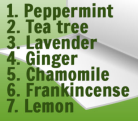 1. Peppermint
2. Tea tree
3. Lavender
4. Ginger
5. Chamomile
6. Frankincense
7. Lemon